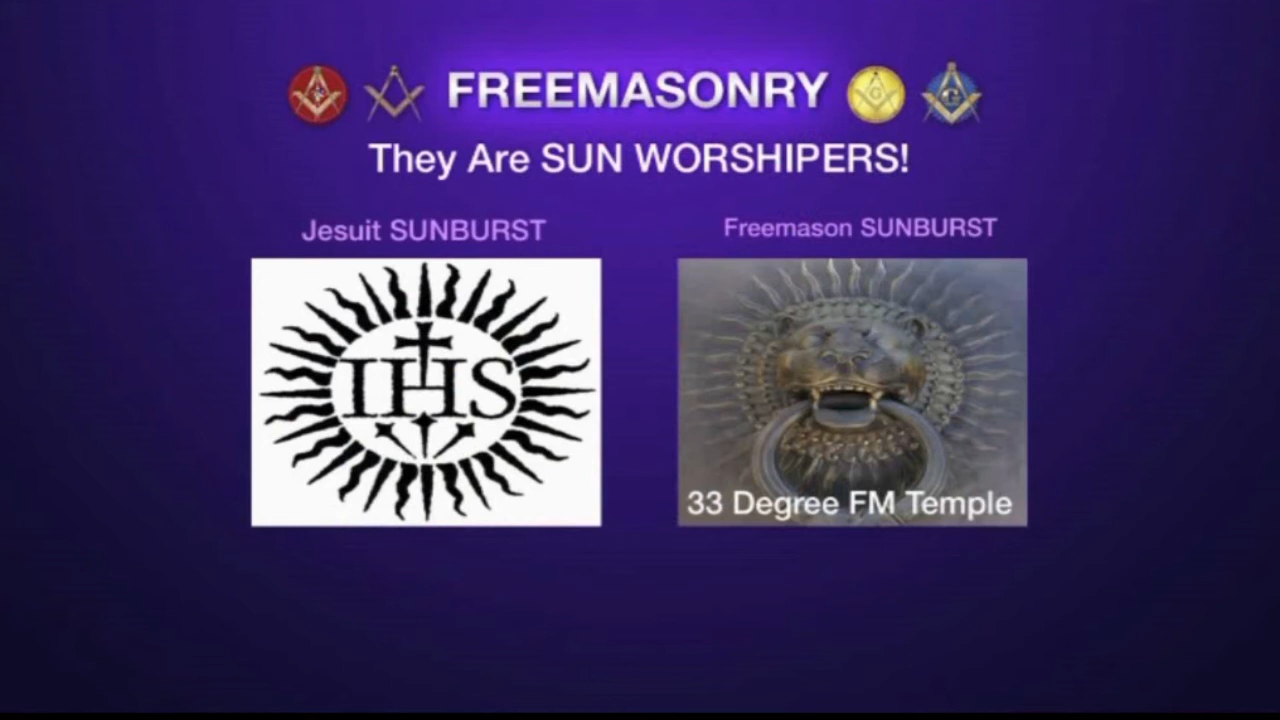 FREEMASONRY
They Are SUN WORSHIPERS!
Jesuit SUNBURST
Freemason SUNBURST
IHS
33 Degree FM Temple